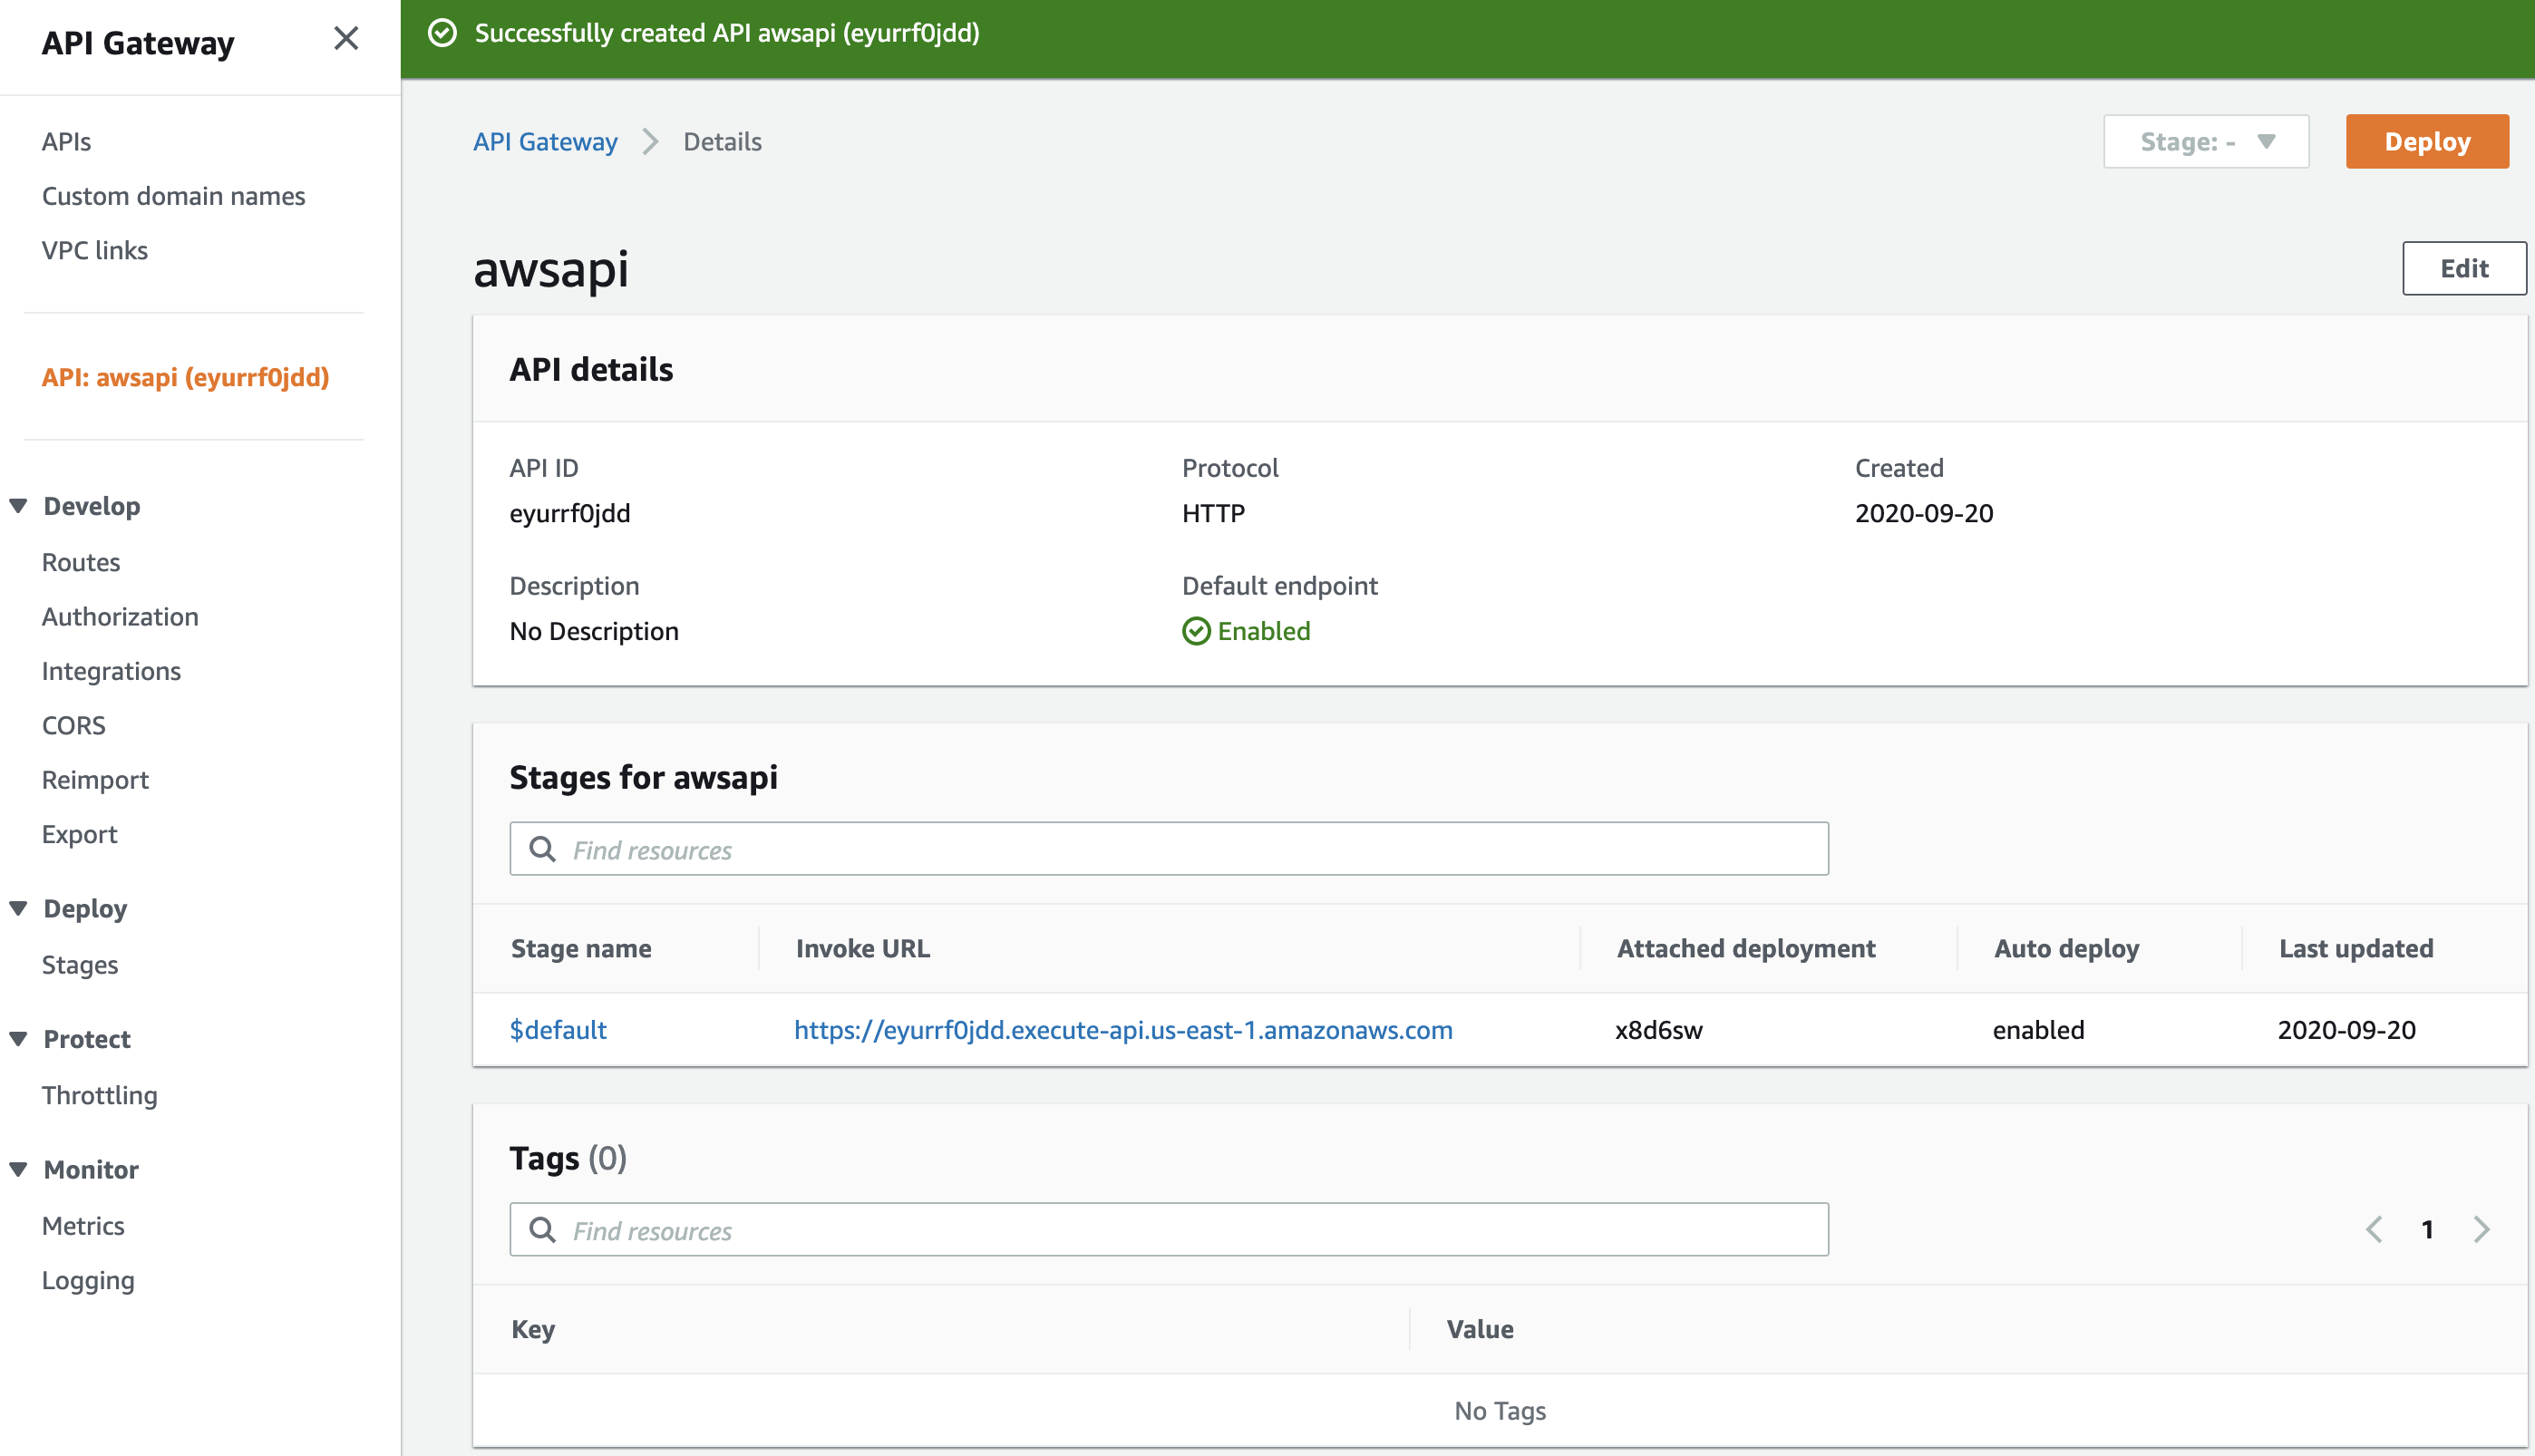 API Gateway
APIs
Custom domain names
VPC links
API: awsapi (eyurrf0jdd)
Develop
Routes
Authorization
Integrations
CORS
Reimport
Export
Deploy
Stages
Protect
Throttling
Monitor
Metrics
Logging
Successfully created API awsapi (eyurrf0jdd)
API Gateway Details
Stage: - Deploy
awsapi
Edit
API details
API ID Protocol Created
eyurrf0jdd HTTP 2020-09-20
Description Default endpoint
No Description Enabled
Stages for awsapi
Find resources
Stage name Invoke URL Attached deployment Auto deploy Last updated
$default https://eyurrf0jdd.execute-api.us-east-1.amazonaws.com x8d6sw enabled 2020-09-20
Tags (0)
Find resources
1
Key Value
No Tags